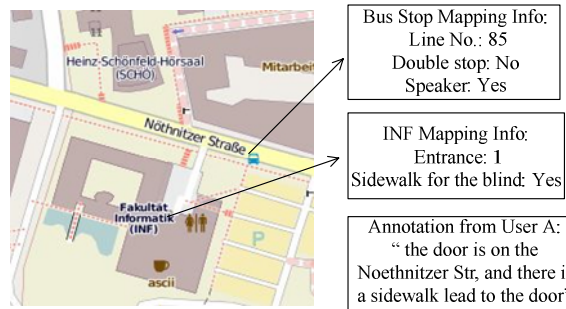 Heinz-Schönfeld-Hörsaal
(SCHÖ)
Mitarbei
Nöthnitzer Straße
Fakultät
Informatik
(INF)
P
ascii
Bus Stop Mapping Info:
Line No.: 85
Double stop: No
Speaker: Yes
INF Mapping Info:
Entrance: 1
Sidewalk for the blind: Yes
Annotation from User A:
“ the door is on the
Noethnitzer Str, and there i
a sidewalk lead to the door”